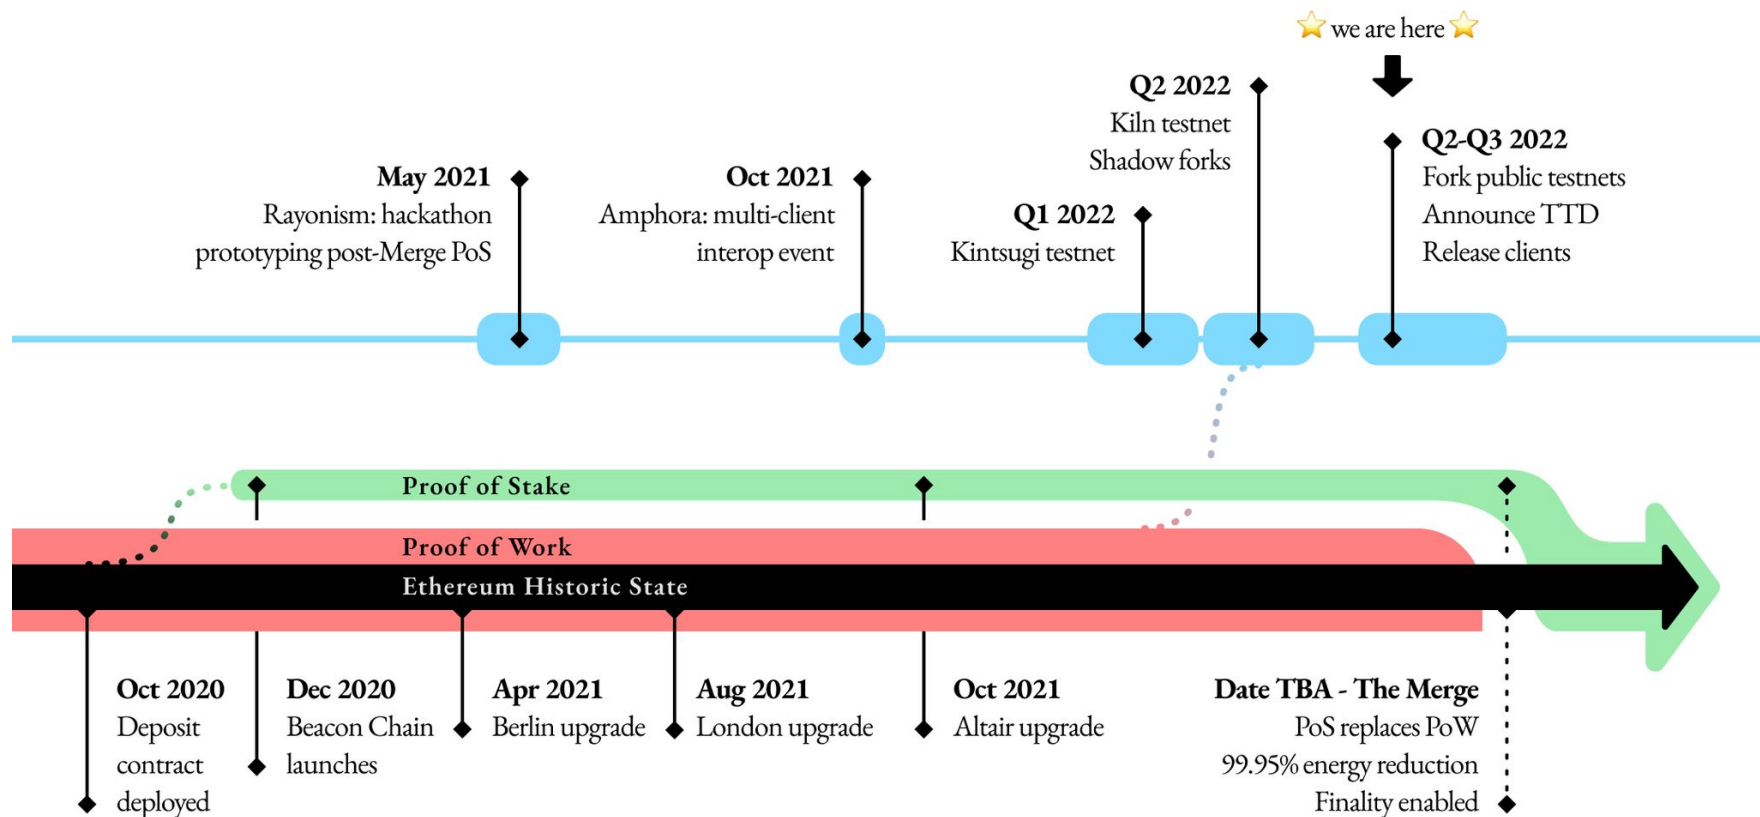 ⭐ we are here ⭐
Q2 2022
Kiln testnet
Shadow forks
Q2-Q3 2022
Fork public testnets
Announce TTD
Release clients
May 2021
Rayonism: hackathon
prototyping post-Merge PoS
Oct 2021
Amphora: multi-client
interop event
Q1 2022
Kintsugi testnet
Proof of Stake
Proof of Work
Ethereum Historic State
Oct 2020
Deposit
contract
deployed
Dec 2020
Beacon Chain
launches
Apr 2021
Berlin upgrade
Aug 2021
London upgrade
Oct 2021
Altair upgrade
Date TBA - The Merge
PoS replaces PoW
99.95% energy reduction
Finality enabled